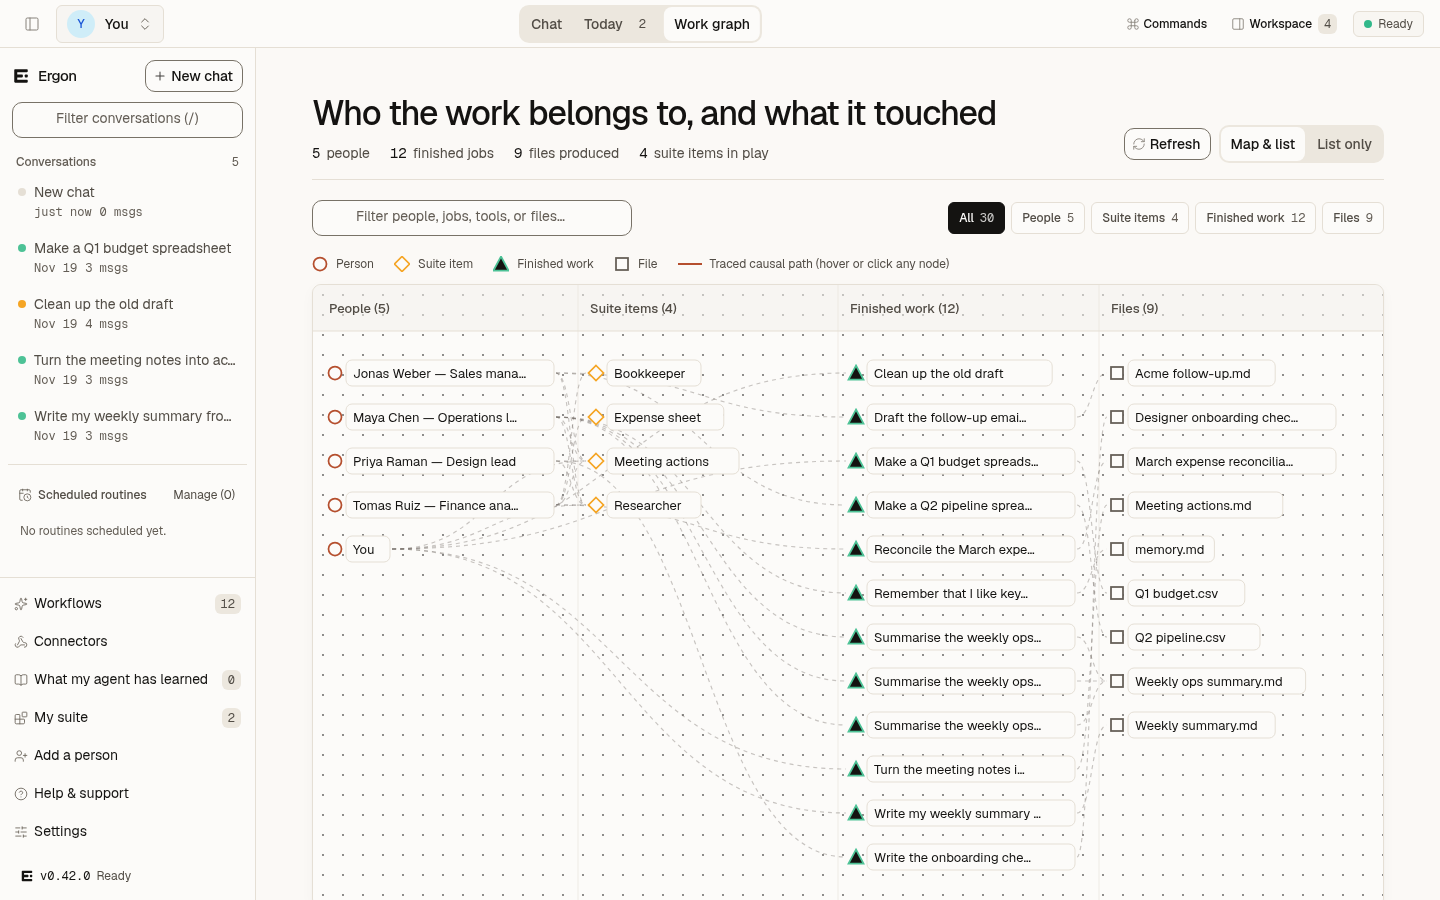 Y You
Chat Today 2 Work graph
Commands
Workspace 4
Ready
Ergon
New chat
Filter conversations (/)
Conversations 5
New chat
just now 0 msgs
Make a Q1 budget spreadsheet
Nov 19 3 msgs
Clean up the old draft
Nov 19 4 msgs
Turn the meeting notes into ac…
Nov 19 3 msgs
Write my weekly summary fro…
Nov 19 3 msgs
Scheduled routines Manage (0)
No routines scheduled yet.
Workflows 12
Connectors
What my agent has learned 0
My suite 2
Add a person
Help & support
Settings
v0.42.0 Ready
Who the work belongs to, and what it touched
5 people 12 finished jobs 9 files produced 4 suite items in play
Refresh
Map & list List only
Filter people, jobs, tools, or files…
All 30 People 5 Suite items 4 Finished work 12 Files 9
Person Suite item Finished work File Traced causal path (hover or click any node)
People (5)
Jonas Weber — Sales mana…
Maya Chen — Operations l…
Priya Raman — Design lead
Tomas Ruiz — Finance ana…
You
Suite items (4)
Bookkeeper
Expense sheet
Meeting actions
Researcher
Finished work (12)
Clean up the old draft
Draft the follow-up emai…
Make a Q1 budget spreads…
Make a Q2 pipeline sprea…
Reconcile the March expe…
Remember that I like key…
Summarise the weekly ops…
Summarise the weekly ops…
Summarise the weekly ops…
Turn the meeting notes i…
Write my weekly summary …
Write the onboarding che…
Files (9)
Acme follow-up.md
Designer onboarding chec…
March expense reconcilia…
Meeting actions.md
memory.md
Q1 budget.csv
Q2 pipeline.csv
Weekly ops summary.md
Weekly summary.md